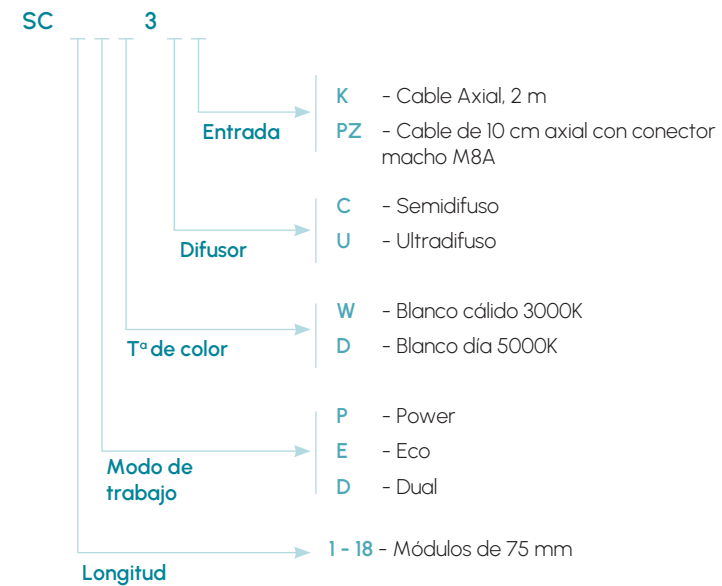 SC 3
K - Cable Axial, 2 m
Entrada
PZ - Cable de 10 cm axial con conector
macho M8A
C - Semidifuso
Difusor
U - Ultradifuso
W - Blanco cálido 3000K
Tª de color
D - Blanco día 5000K
P - Power
E - Eco
Modo de
trabajo
D - Dual
1 - 18 - Módulos de 75 mm
Longitud